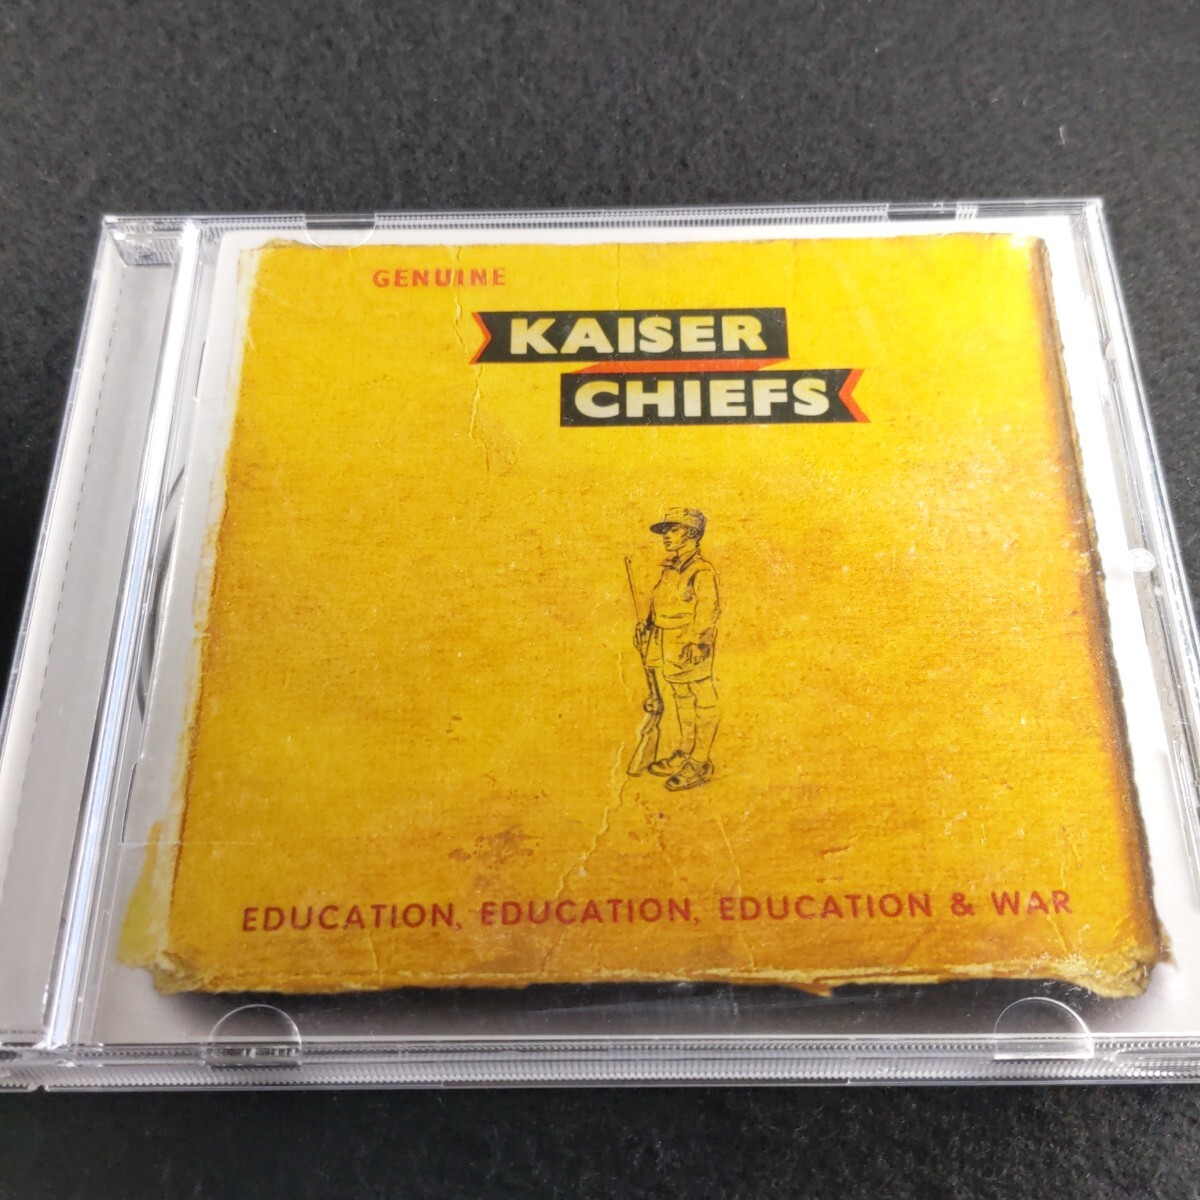 GENUINE
KAISER
CHIEFS
EDUCATION, EDUCATION, EDUCATION & WAR